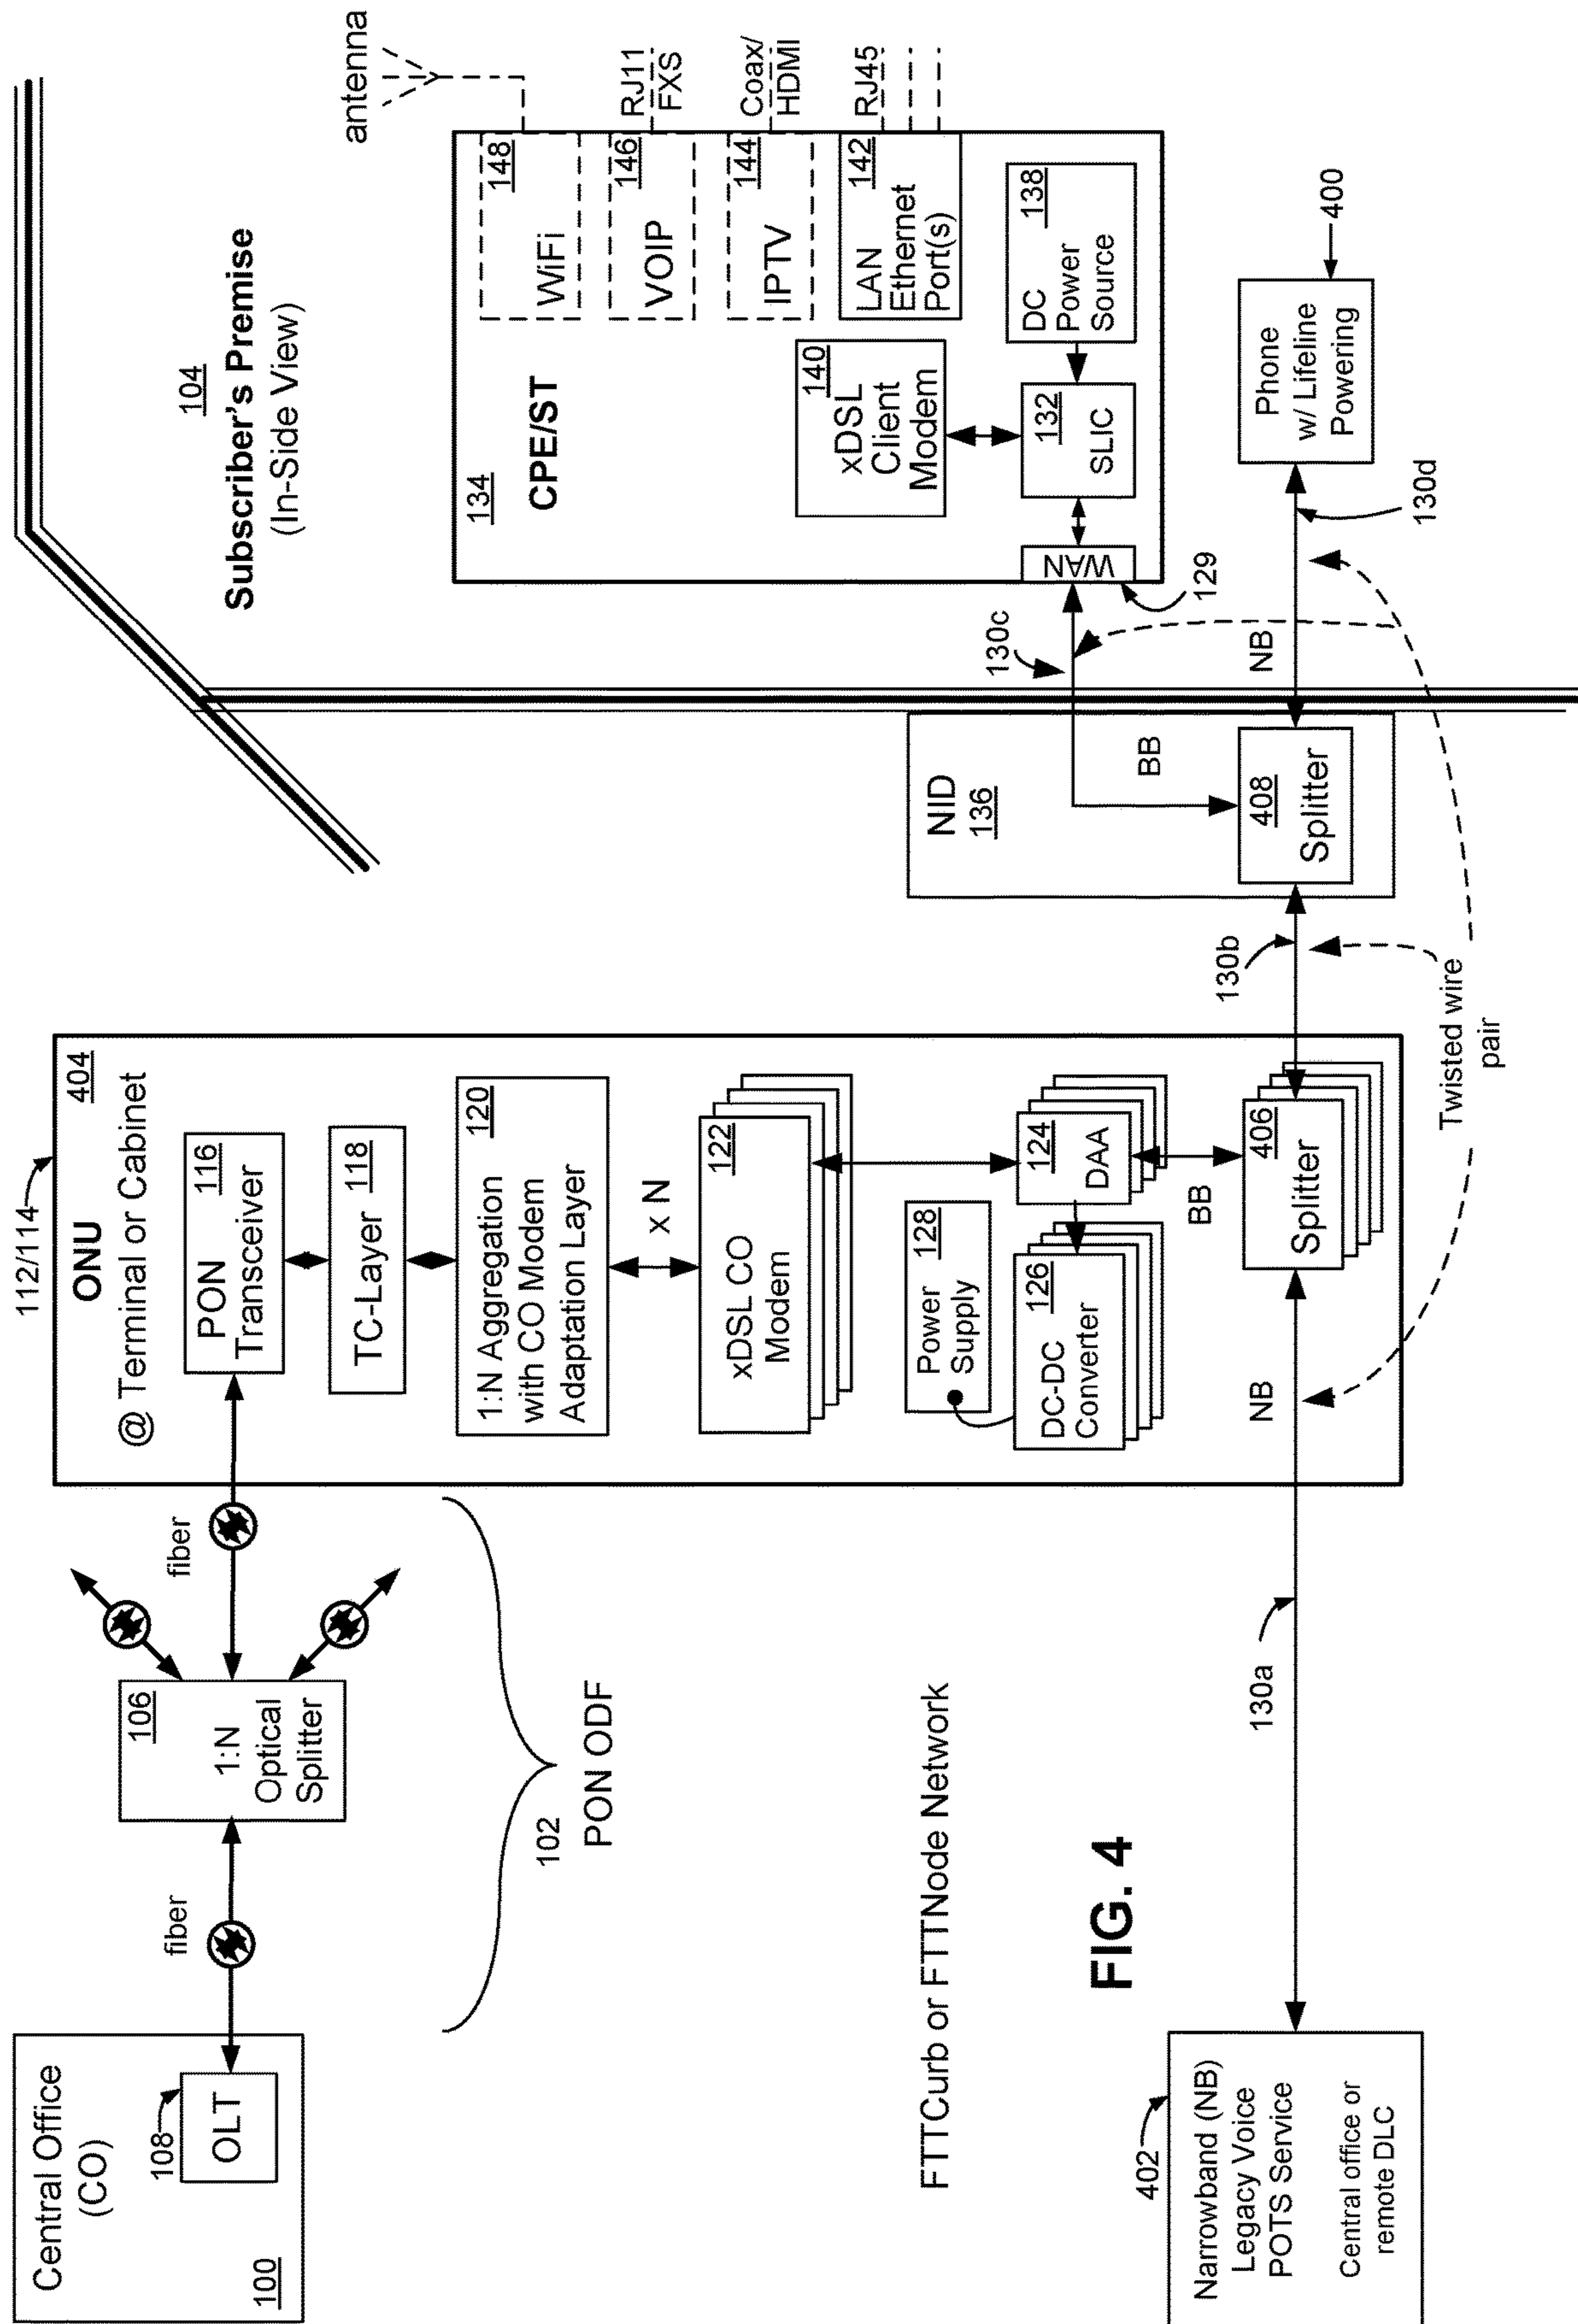 Central Office
(CO)
108
OLT
100
fiber
106
1:N
Optical
Splitter
fiber
102
PON ODF
112/114
ONU
404
@ Terminal or Cabinet
PON
116
Transceiver
TC-Layer
118
120
1:N Aggregation
with CO Modem
Adaptation Layer
x N
122
xDSL CO
Modem
Power
128
Supply
124
DAA
126
DC-DC
Converter
BB
406
Splitter
NB
104
Subscriber's Premise
(In-Side View)
antenna
134
CPE/ST
148
WiFi
146
VOIP
RJ11
FXS
144
IPTV
Coax/
HDMI
142
LAN
Ethernet
Port(s)
RJ45
140
xDSL
Client
Modem
138
DC
Power
Source
132
SLIC
WAN
129
130c
NID
136
BB
408
Splitter
NB
130b
130d
Phone
w/ Lifeline
Powering
400
Twisted wire
pair
130a
FTTCurb or FTTNode Network
FIG. 4
402
Narrowband (NB)
Legacy Voice
POTS Service
Central office or
remote DLC